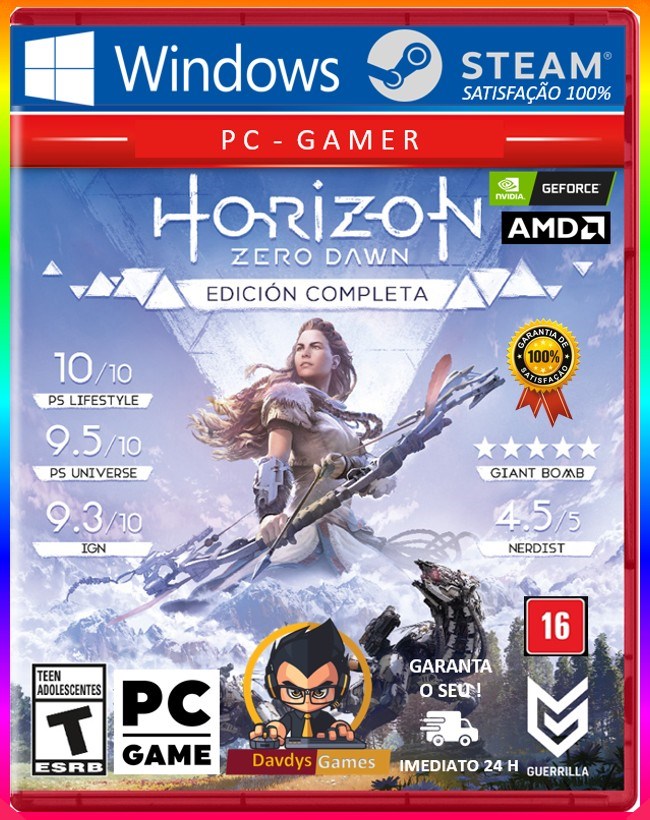 Windows
STEAM®
SATISFAÇÃO 100%
PC - GAMER
HORIZON
ZERO DAWN
EDICIÓN COMPLETA
NVIDIA.
GEFORCE
AMD
10/10
PS LIFESTYLE
9.5/10
PS UNIVERSE
9.3/10
IGN
GARANTIA DE
100%
SATISFAÇÃO
GIANT BOMB
4.5/5
NERDIST
16
TEEN
ADOLESCENTES
T
ESRB
PC
GAME
Davdys Games
GARANTA
O SEU !
IMEDIATO 24 H
GUERRILLA